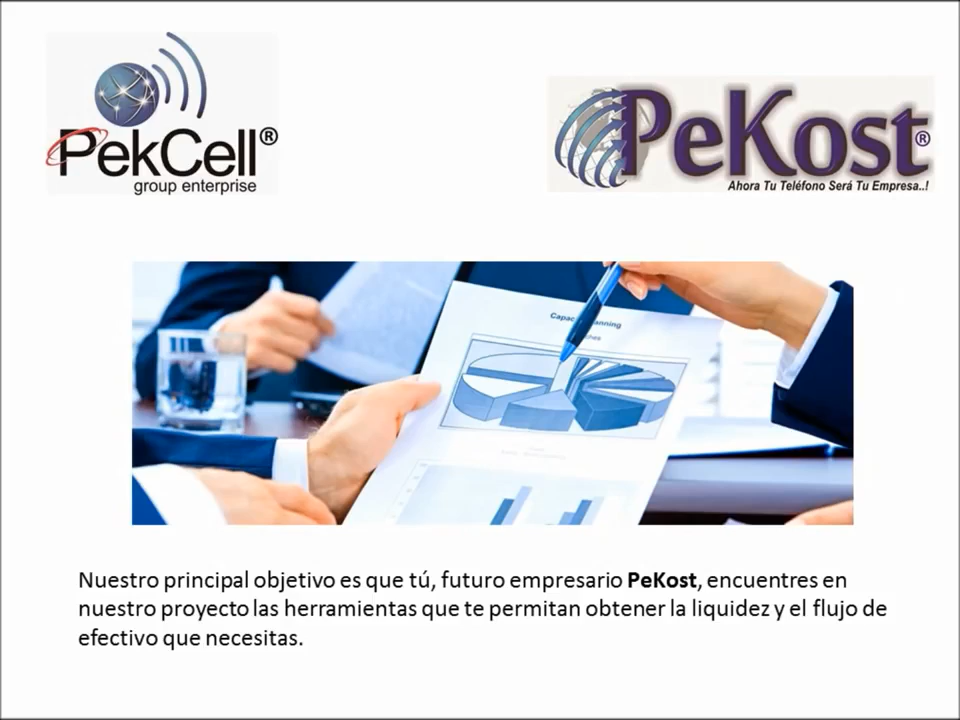 PekCell®
group enterprise
PeKost®
Ahora Tu Teléfono Será Tu Empresa..!
Nuestro principal objetivo es que tú, futuro empresario PeKost, encuentres en
nuestro proyecto las herramientas que te permitan obtener la liquidez y el flujo de
efectivo que necesitas.